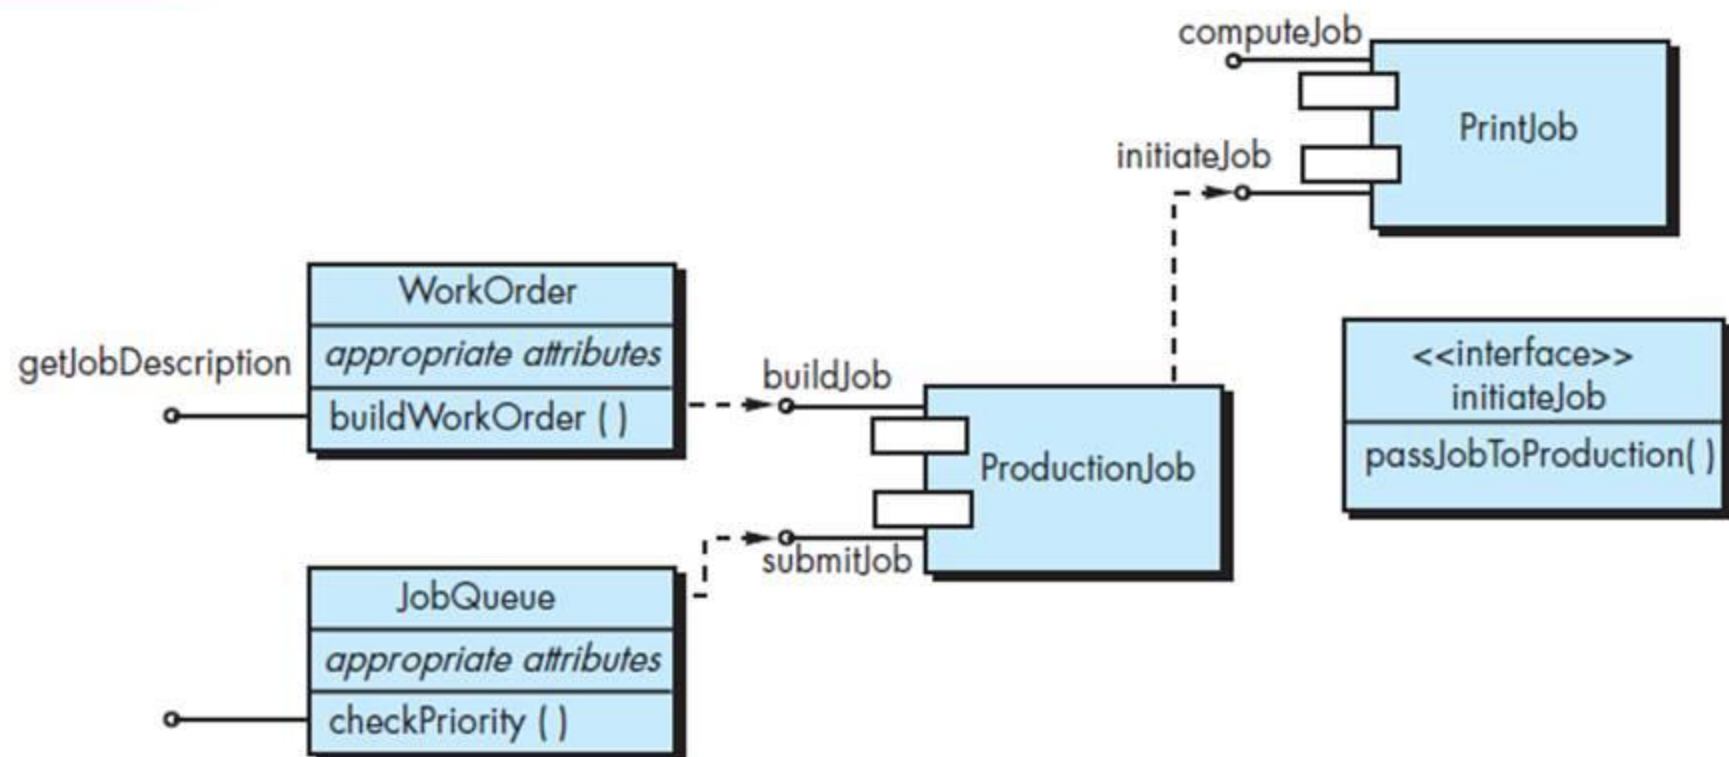 computeJob
PrintJob
initiateJob
WorkOrder
appropriate attributes
buildWorkOrder ( )
getJobDescription
buildJob
ProductionJob
submitJob
<<interface>>
initiateJob
passJobToProduction( )
JobQueue
appropriate attributes
checkPriority ( )